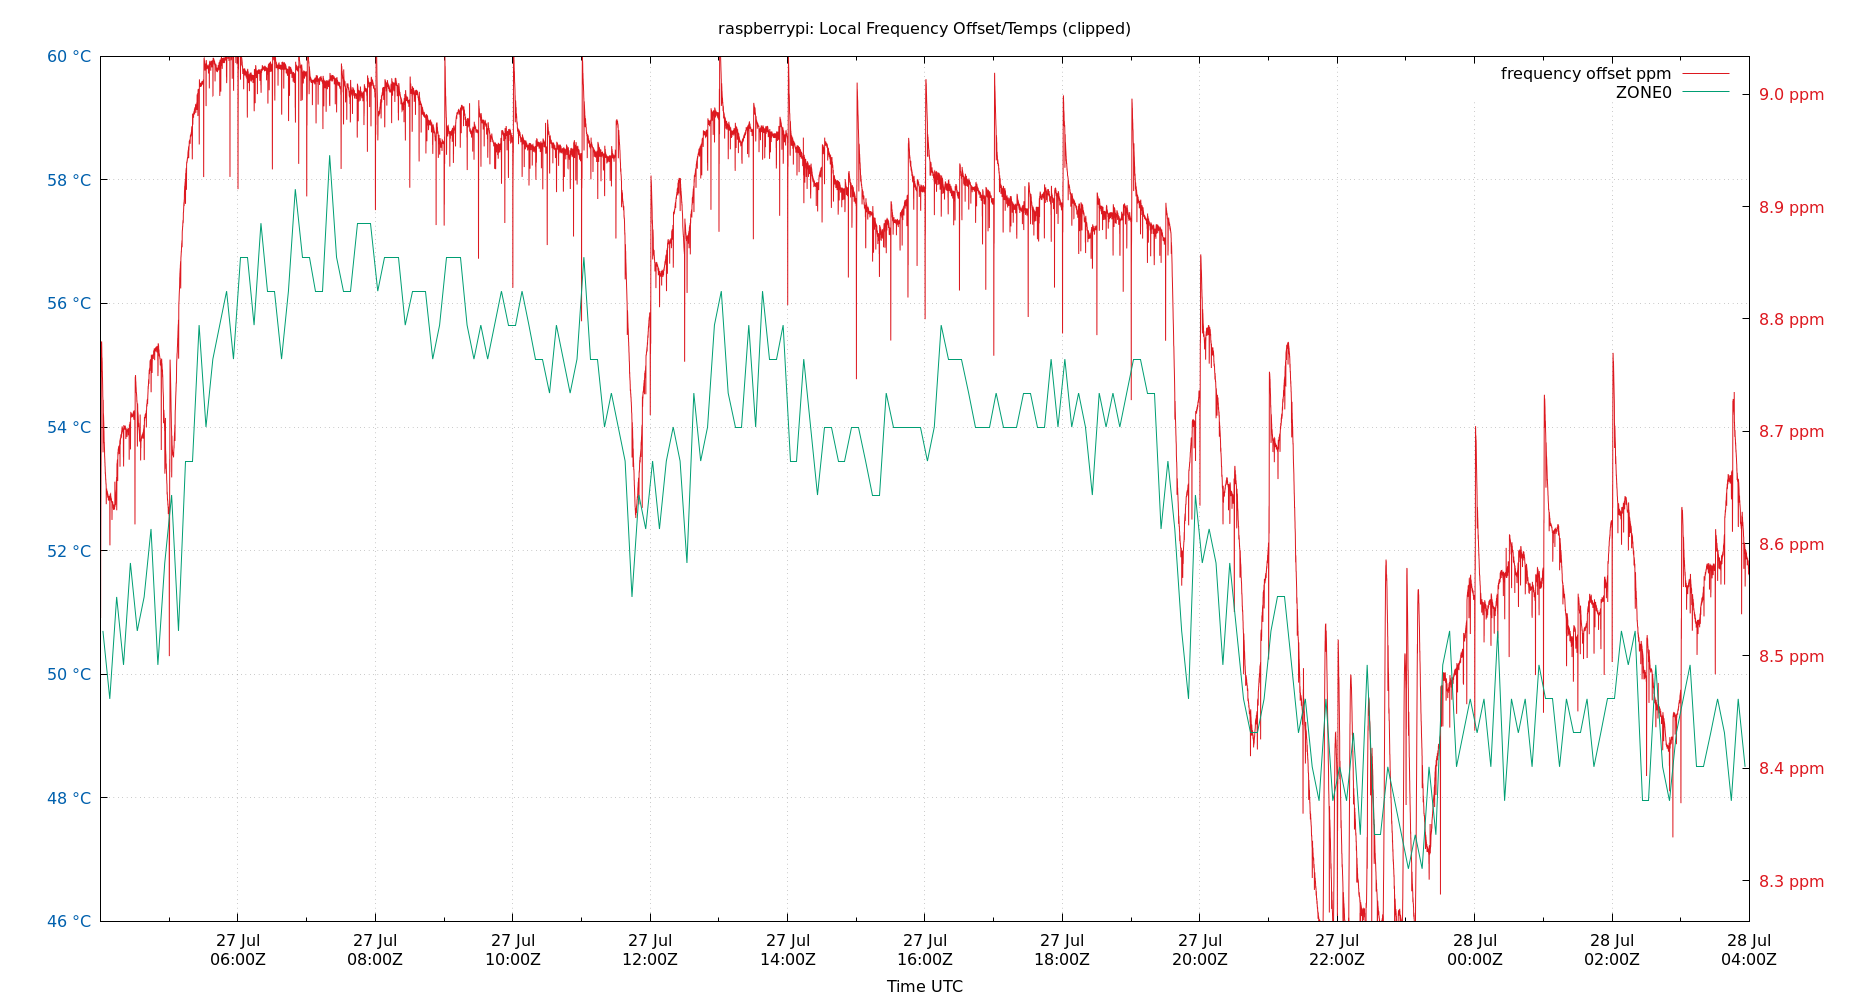 raspberrypi: Local Frequency Offset/Temps (clipped)
frequency offset ppm
ZONE0
60 °C
58 °C
56 °C
54 °C
52 °C
50 °C
48 °C
46 °C
9.0 ppm
8.9 ppm
8.8 ppm
8.7 ppm
8.6 ppm
8.5 ppm
8.4 ppm
8.3 ppm
27 Jul
06:00Z
27 Jul
08:00Z
27 Jul
10:00Z
27 Jul
12:00Z
27 Jul
14:00Z
27 Jul
16:00Z
27 Jul
18:00Z
27 Jul
20:00Z
27 Jul
22:00Z
28 Jul
00:00Z
28 Jul
02:00Z
28 Jul
04:00Z
Time UTC